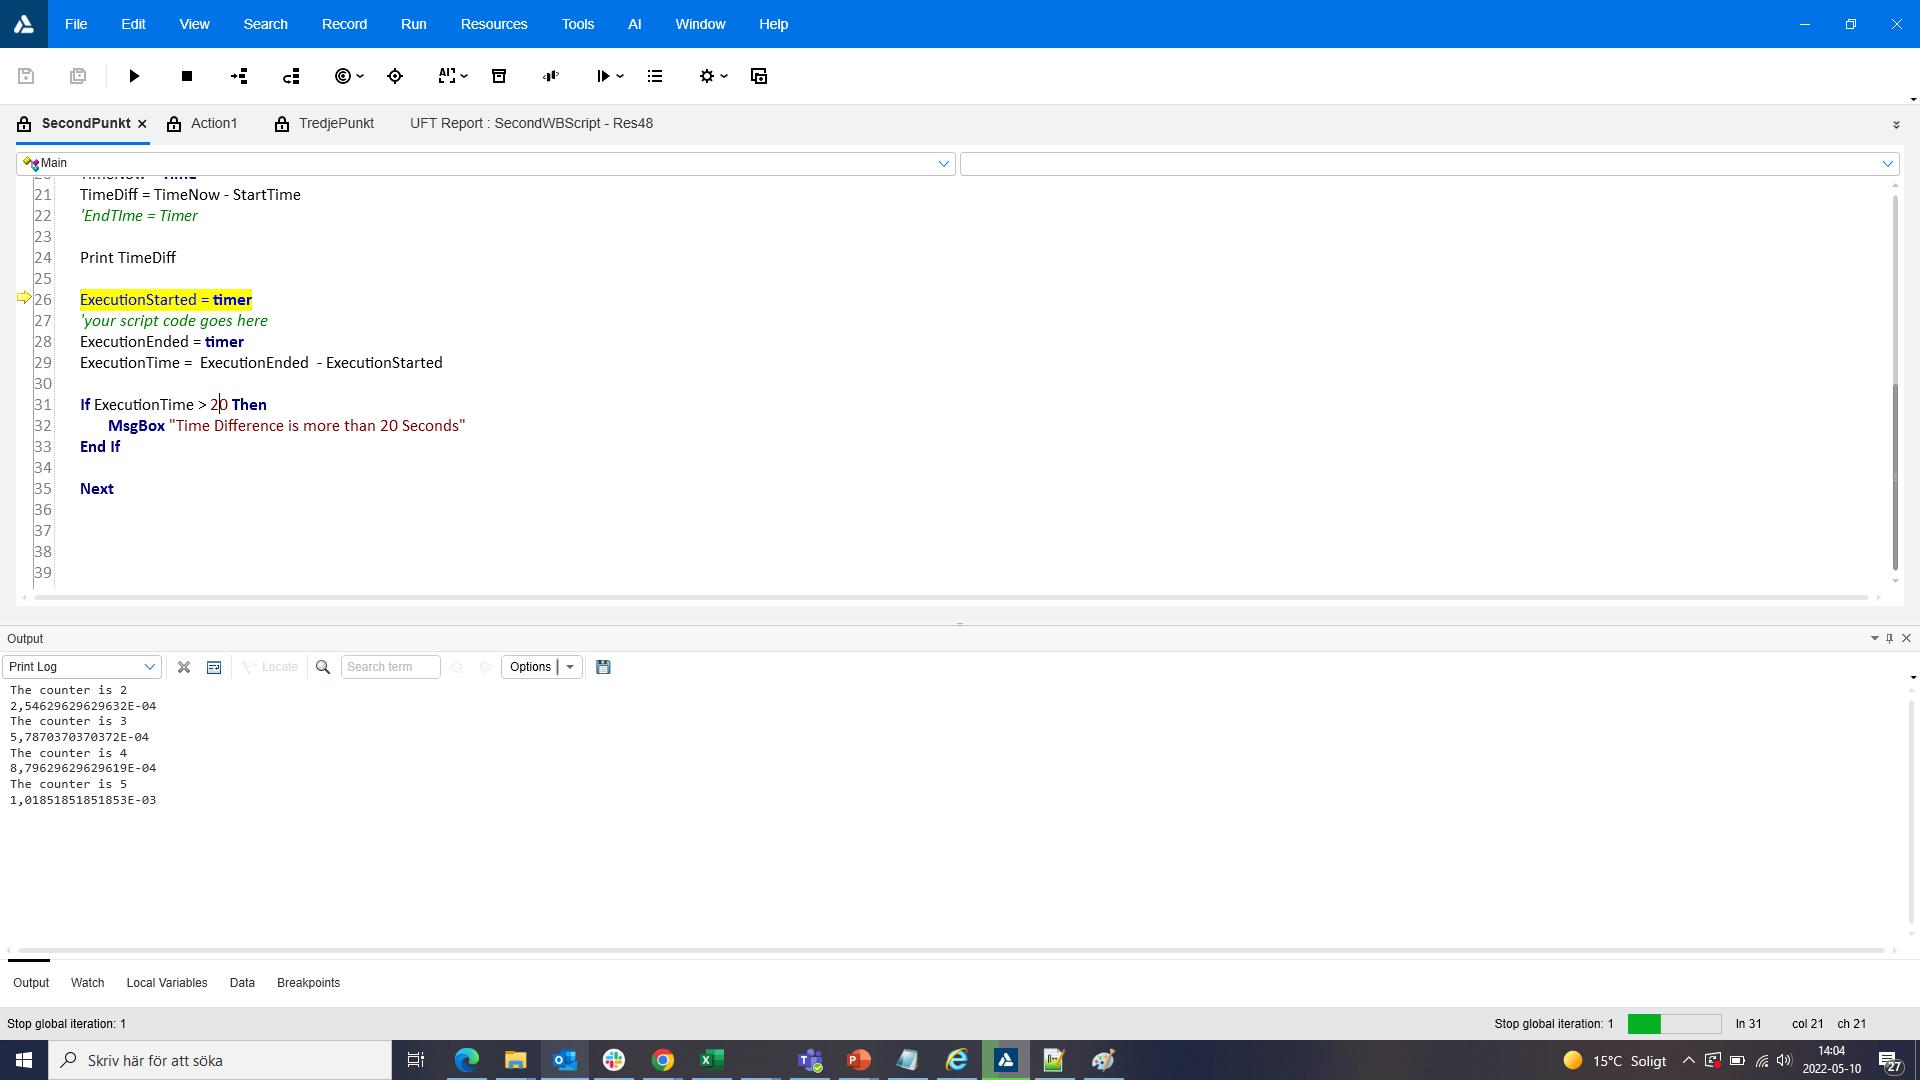 File Edit View Search Record Run Resources Tools AI Window Help
AI
SecondPunkt Action1 TredjePunkt UFT Report : SecondWBScript - Res48
Main
21 TimeDiff = TimeNow - StartTime
22 'EndTIme = Timer
23
24 Print TimeDiff
25
26 ExecutionStarted = timer
27 'your script code goes here
28 ExecutionEnded = timer
29 ExecutionTime =  ExecutionEnded  - ExecutionStarted
30
31 If ExecutionTime > 20 Then
32 MsgBox "Time Difference is more than 20 Seconds"
33 End If
34
35 Next
36
37
38
39
Output
Print Log Locate Search term Options
The counter is 2
2,54629629629632E-04
The counter is 3
5,7870370370372E-04
The counter is 4
8,79629629629619E-04
The counter is 5
1,01851851851853E-03
Output Watch Local Variables Data Breakpoints
Stop global iteration: 1 Stop global iteration: 1 ln 31 col 21 ch 21
Skriv här för att söka 15°C Soligt 14:04
2022-05-10 27